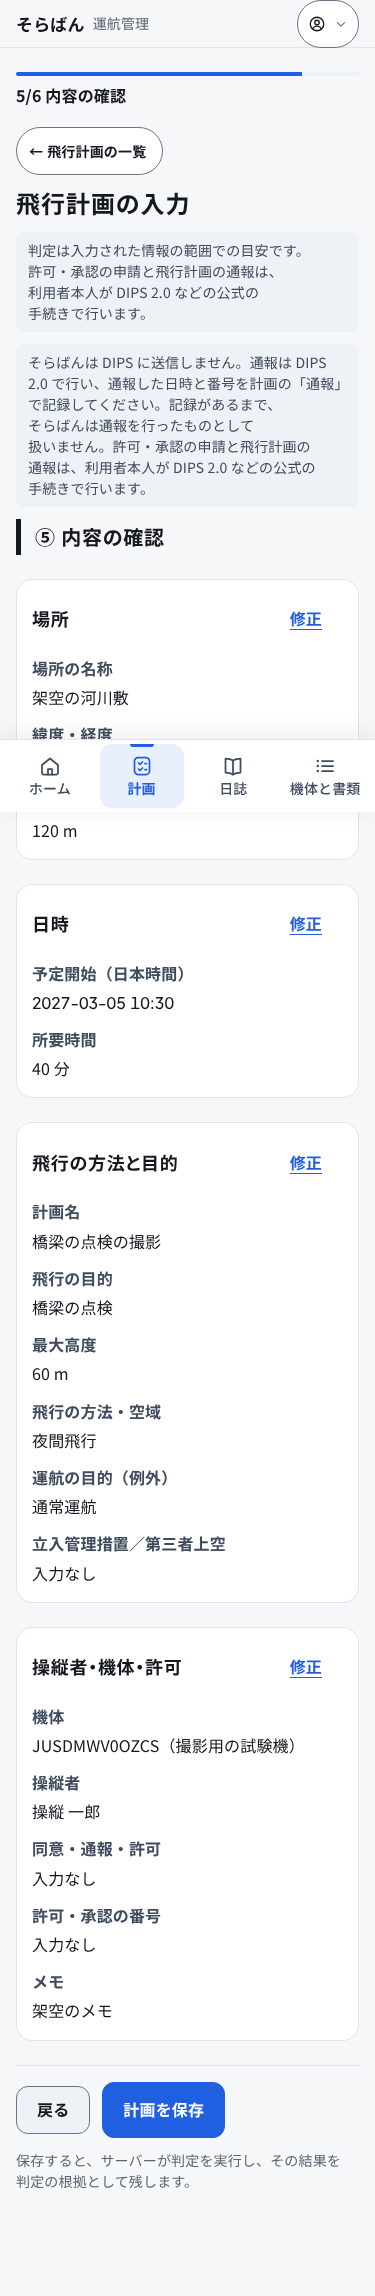 そらばん 運航管理
5/6 内容の確認
← 飛行計画の一覧
飛行計画の入力
判定は入力された情報の範囲での目安です。
許可・承認の申請と飛行計画の通報は、
利用者本人が DIPS 2.0 などの公式の
手続きで行います。
そらばんは DIPS に送信しません。通報は DIPS
2.0 で行い、通報した日時と番号を計画の「通報」
で記録してください。記録があるまで、
そらばんは通報を行ったものとして
扱いません。許可・承認の申請と飛行計画の
通報は、利用者本人が DIPS 2.0 などの公式の
手続きで行います。
⑤ 内容の確認
場所 修正
場所の名称
架空の河川敷
緯度・経度
ホーム 計画 日誌 機体と書類
120 m
日時 修正
予定開始（日本時間）
2027-03-05 10:30
所要時間
40 分
飛行の方法と目的 修正
計画名
橋梁の点検の撮影
飛行の目的
橋梁の点検
最大高度
60 m
飛行の方法・空域
夜間飛行
運航の目的（例外）
通常運航
立入管理措置／第三者上空
入力なし
操縦者・機体・許可 修正
機体
JUSDMWV0OZCS（撮影用の試験機）
操縦者
操縦 一郎
同意・通報・許可
入力なし
許可・承認の番号
入力なし
メモ
架空のメモ
戻る 計画を保存
保存すると、サーバーが判定を実行し、その結果を
判定の根拠として残します。